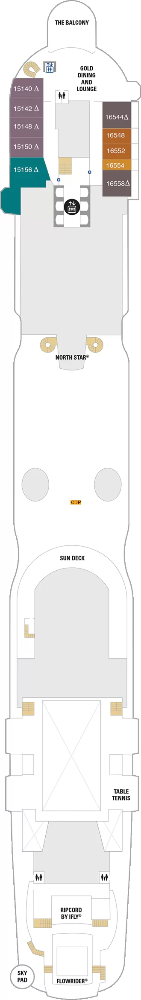 THE BALCONY
GOLD
DINING
AND
LOUNGE
15140 Δ
15142 Δ
15148 Δ
15150 Δ
15156 Δ
16544Δ
16548
16552
16554
16558Δ
NORTH STAR®
CDP
SUN DECK
TABLE
TENNIS
RIPCORD
BY IFLY®
SKY
PAD
FLOWRIDER®